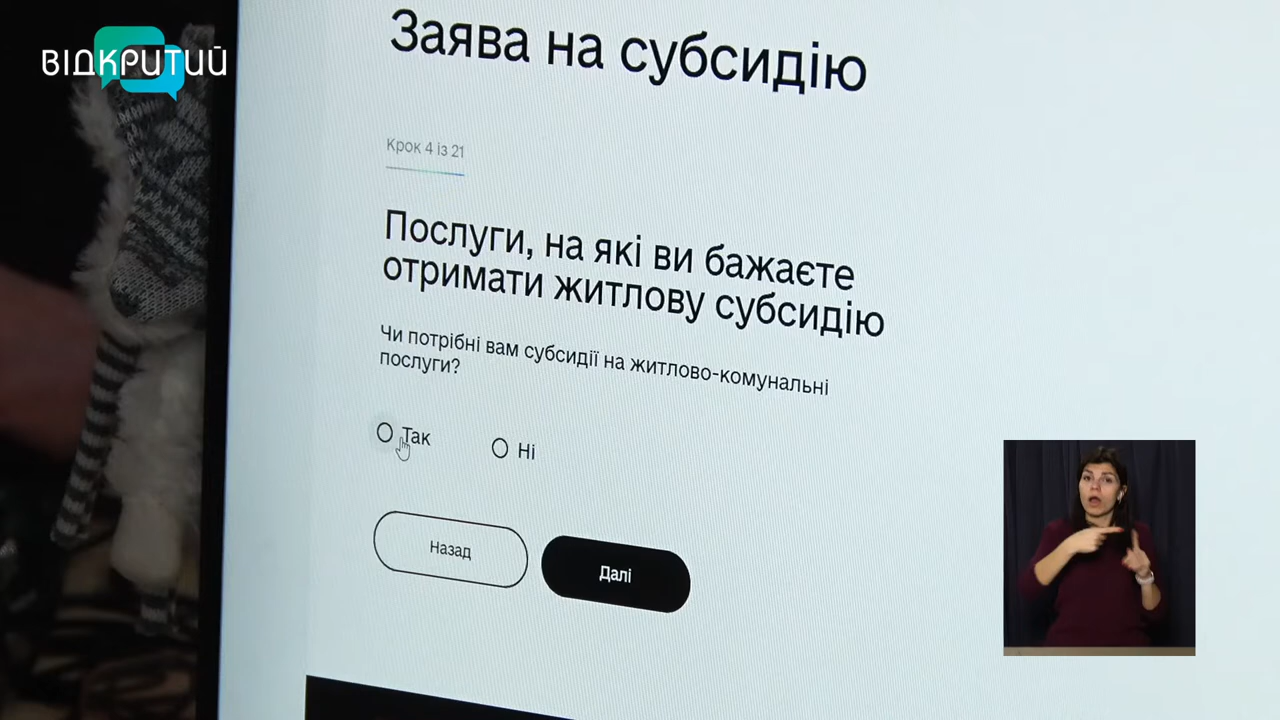 ВІДКРИТИЙ
Заява на субсидію
Крок 4 із 21
Послуги, на які ви бажаєте
отримати житлову субсидію
Чи потрібні вам субсидії на житлово-комунальні
послуги?
Так
Ні
Назад
Далі